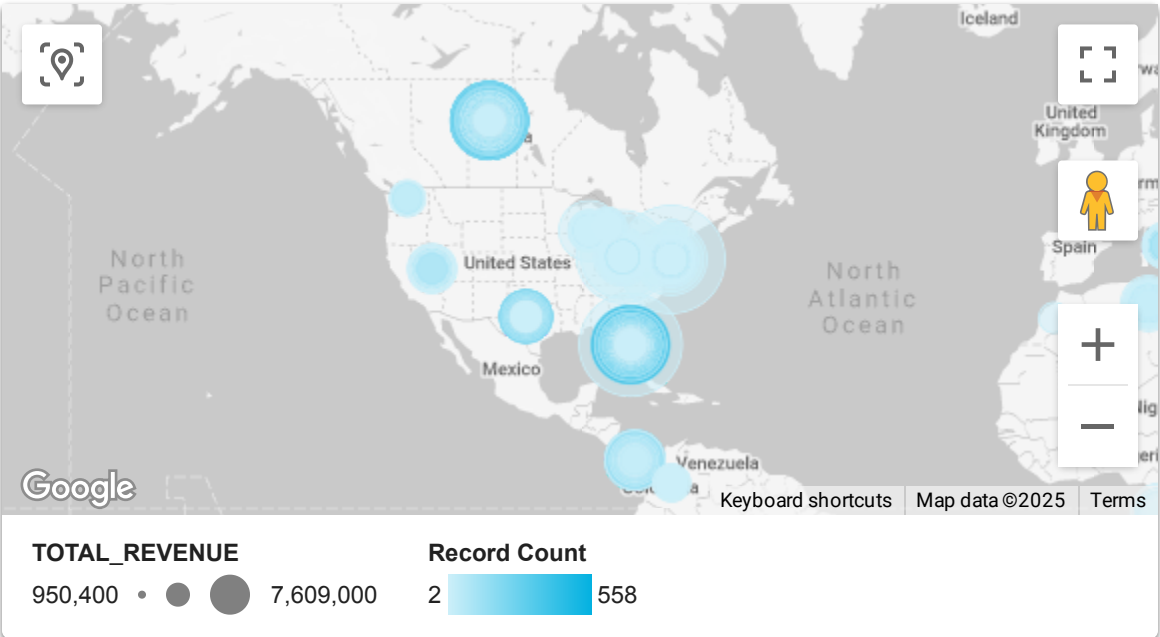 Iceland
United
Kingdom
Spain
North
Pacific
Ocean
United States
North
Atlantic
Ocean
Mexico
Venezuela
Google
Keyboard shortcuts
Map data ©2025
Terms
TOTAL_REVENUE
950,400
7,609,000
Record Count
2
558